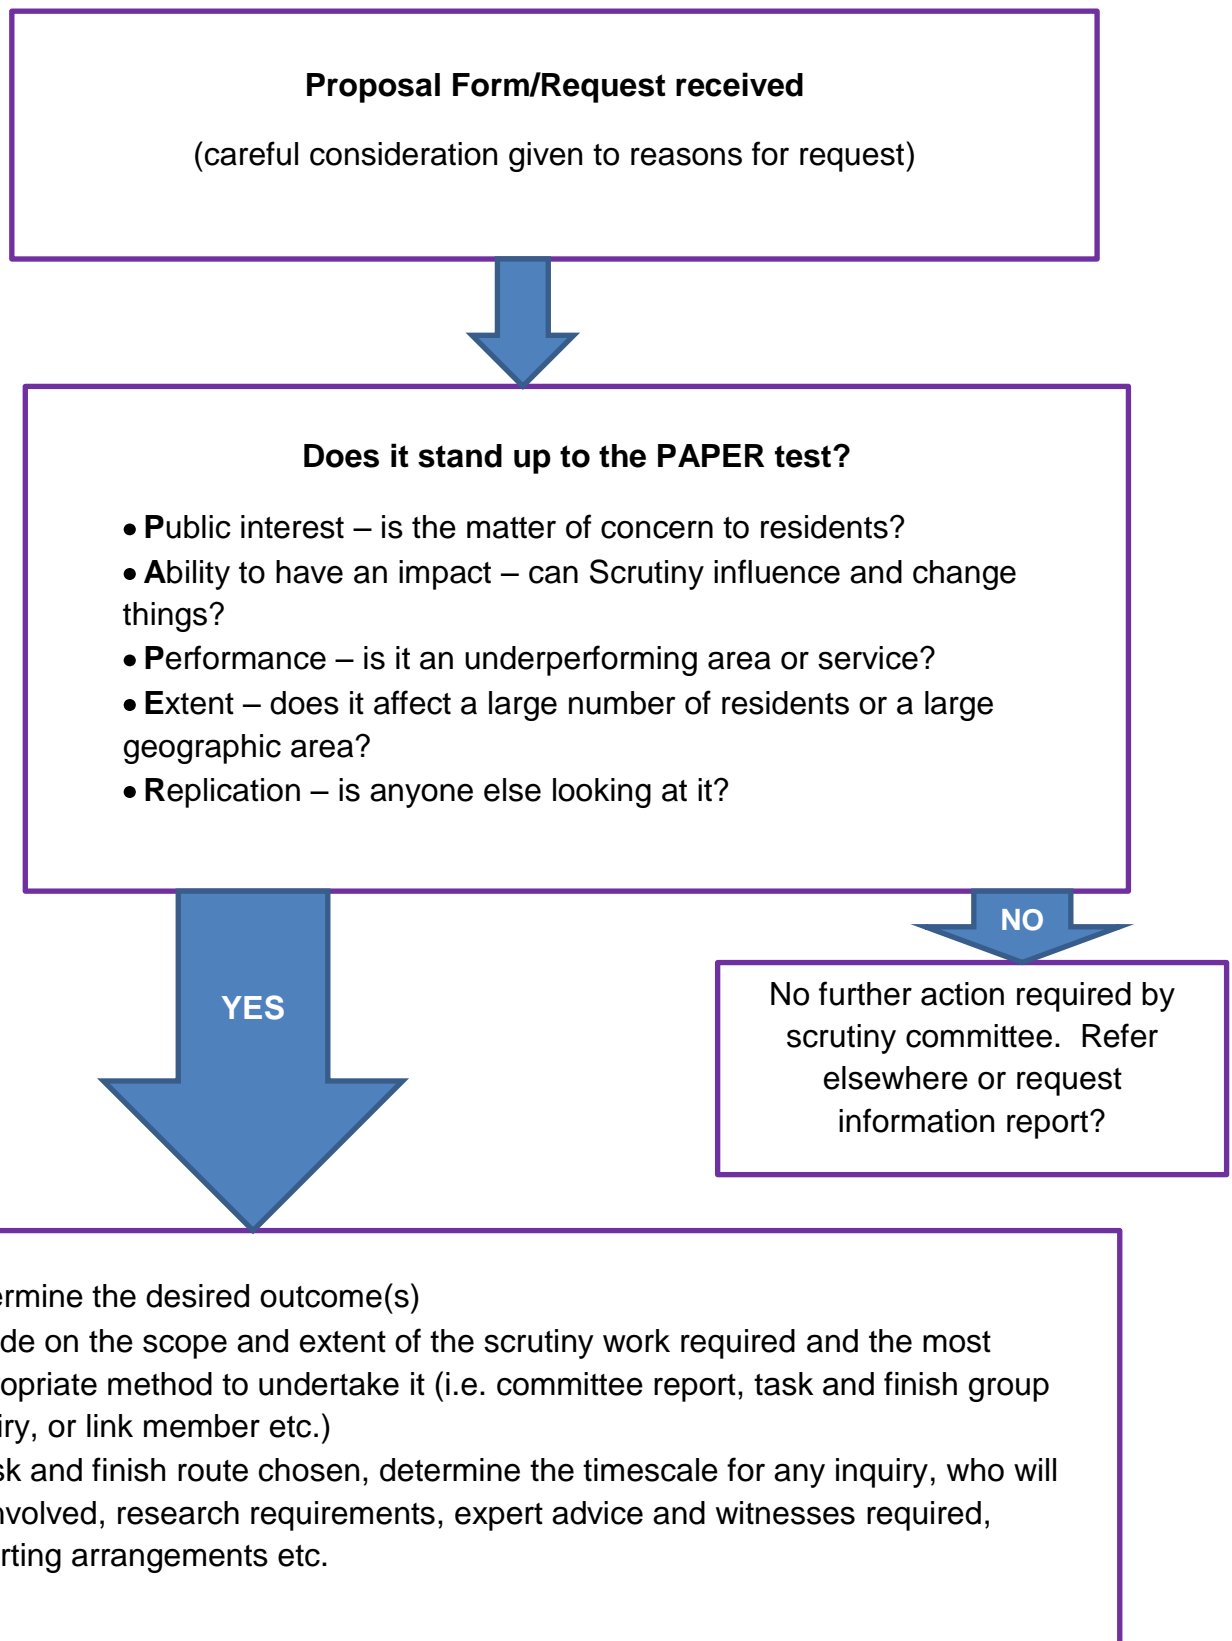 Proposal Form/Request received
(careful consideration given to reasons for request)
Does it stand up to the PAPER test?
• Public interest – is the matter of concern to residents?
• Ability to have an impact – can Scrutiny influence and change
things?
• Performance – is it an underperforming area or service?
• Extent – does it affect a large number of residents or a large
geographic area?
• Replication – is anyone else looking at it?
NO
YES
No further action required by
scrutiny committee.  Refer
elsewhere or request
information report?
ermine the desired outcome(s)
de on the scope and extent of the scrutiny work required and the most
opriate method to undertake it (i.e. committee report, task and finish group
iry, or link member etc.)
sk and finish route chosen, determine the timescale for any inquiry, who will
nvolved, research requirements, expert advice and witnesses required,
rting arrangements etc.